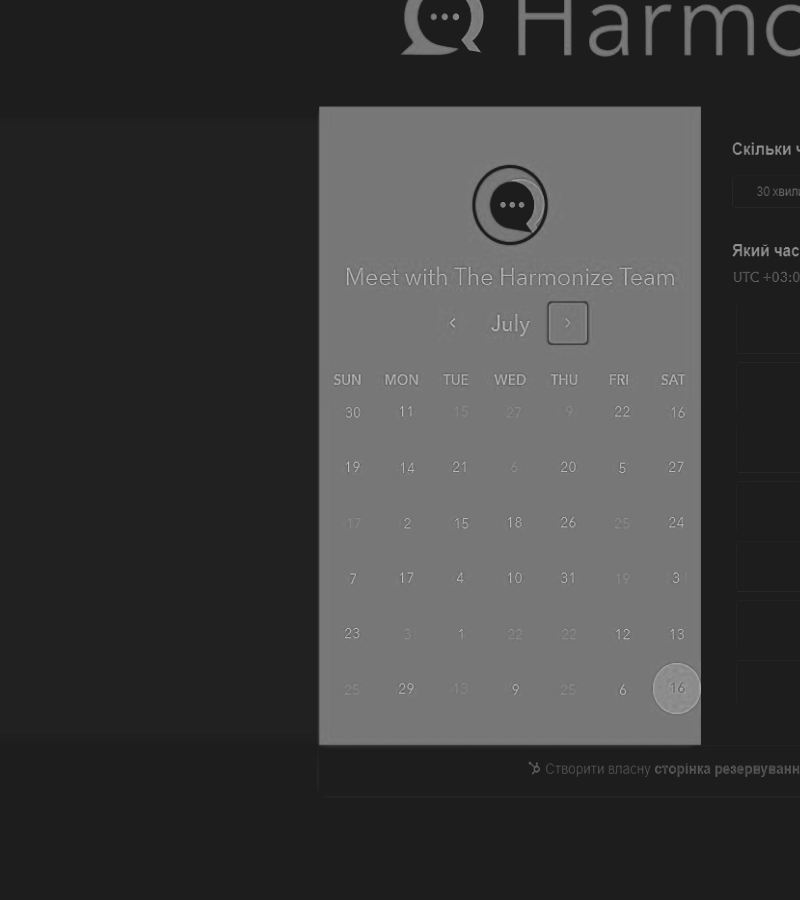 Harmo
Meet with The Harmonize Team
July
SUN MON TUE WED THU FRI SAT
30 11 15 27 9 22 16
19 14 21 6 20 5 27
17 2 15 18 26 25 24
7 17 4 10 31 19 3
23 3 1 22 22 12 13
25 29 13 9 25 6 16
Скільки ч
30 хвили
Який час
UTC +03:0
Створити власну сторінка резервуванн